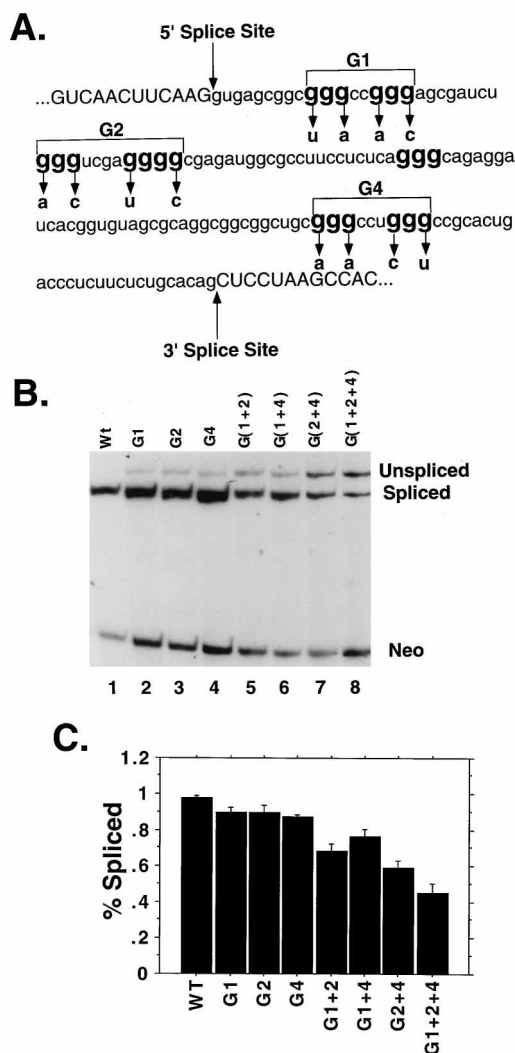 A.
5' Splice Site
G1
...GUCAACUUCAAGgugagcggcgggccgggagcgaucu
u a a c
G2
gggucgaggggcgagauggcgccuuccucucagggcagagga
a c u c
G4
ucacggguguagcgcaggcggcggcugcgggccugggccgcacug
a a c u
acccucuucucugcacagCUCCUAAGCCAC...
3' Splice Site
B.
Wt G1 G2 G4 G(1+2) G(1+4) G(2+4) G(1+2+4)
Unspliced
Spliced
Neo
1 2 3 4 5 6 7 8
C.
% Spliced
1.2
1
.8
.6
.4
.2
0
WT G1 G2 G4 G1+2 G1+4 G2+4 G1+2+4